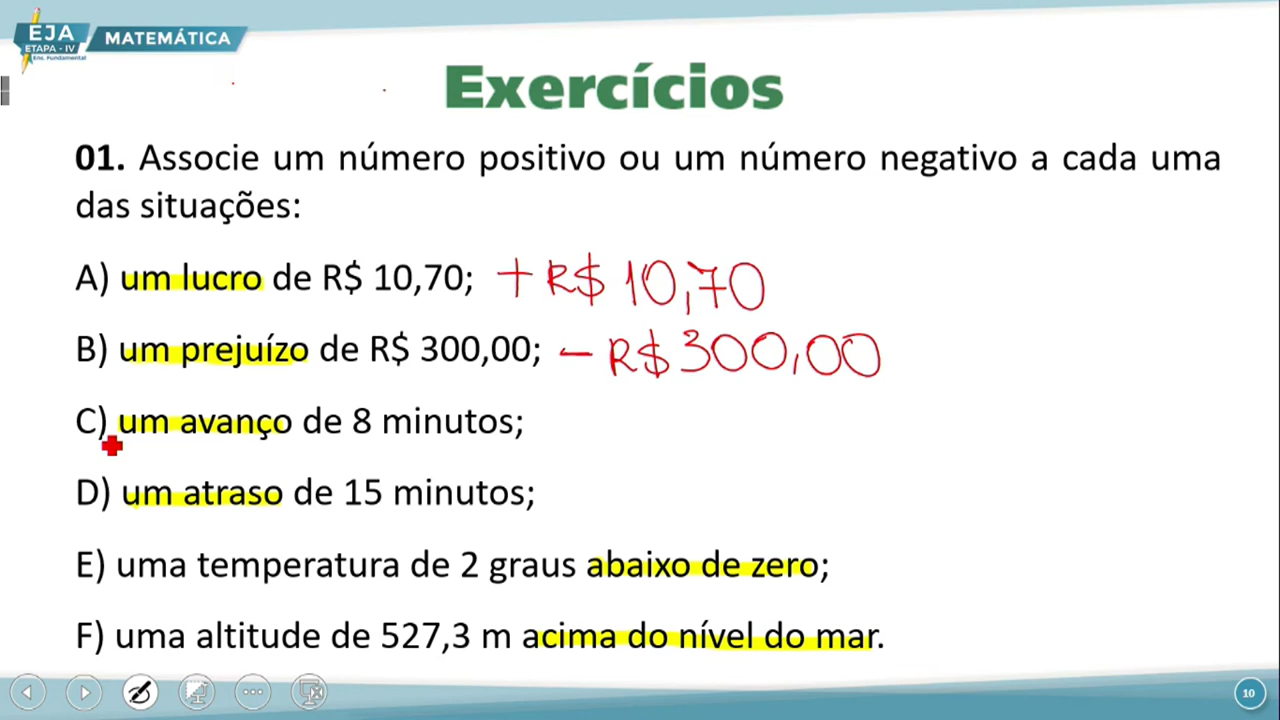 EJA
ETAPA - IV
Ens. Fundamental
MATEMÁTICA
Exercícios
01. Associe um número positivo ou um número negativo a cada uma
das situações:
A) um lucro de R$ 10,70; + R$ 10,70
B) um prejuízo de R$ 300,00; - R$ 300,00
C) um avanço de 8 minutos;
D) um atraso de 15 minutos;
E) uma temperatura de 2 graus abaixo de zero;
F) uma altitude de 527,3 m acima do nível do mar.
10